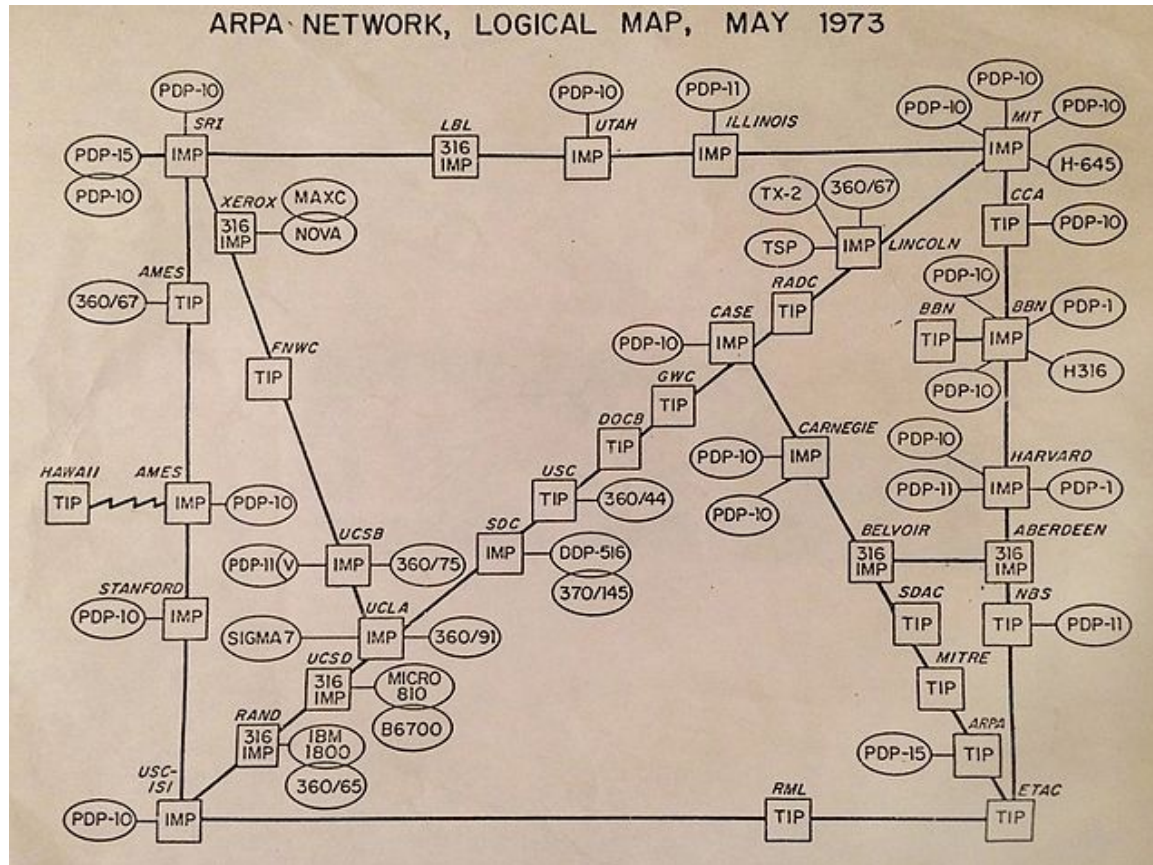 ARPA NETWORK, LOGICAL MAP, MAY 1973
PDP-10
SRI
IMP
PDP-15
PDP-10
LBL
316
IMP
PDP-10
UTAH
IMP
PDP-11
ILLINOIS
IMP
PDP-10
PDP-10
MIT
PDP-10
IMP
H-645
XEROX
316
IMP
MAXC
NOVA
TX-2
360/67
TSP
IMP
LINCOLN
CCA
TIP
PDP-10
AMES
360/67
TIP
RADC
TIP
PDP-10
BBN
TIP
BBN
IMP
PDP-1
PDP-10
H316
CASE
PDP-10
IMP
FNWC
TIP
GWC
TIP
DOCB
TIP
CARNEGIE
PDP-10
IMP
PDP-10
PDP-10
HARVARD
PDP-11
IMP
PDP-1
HAWAII
TIP
AMES
IMP
PDP-10
USC
TIP
360/44
SDC
IMP
DDP-516
370/145
UCSB
PDP-11 V
IMP
360/75
BELVOIR
316
IMP
ABERDEEN
316
IMP
STANFORD
PDP-10
IMP
UCLA
SIGMA 7
IMP
360/91
SDAC
TIP
NBS
TIP
PDP-11
UCSD
316
IMP
MICRO
810
B6700
MITRE
TIP
RAND
316
IMP
IBM
1800
360/65
ARPA
PDP-15
TIP
USC-
ISI
PDP-10
IMP
RML
TIP
ETAC
TIP